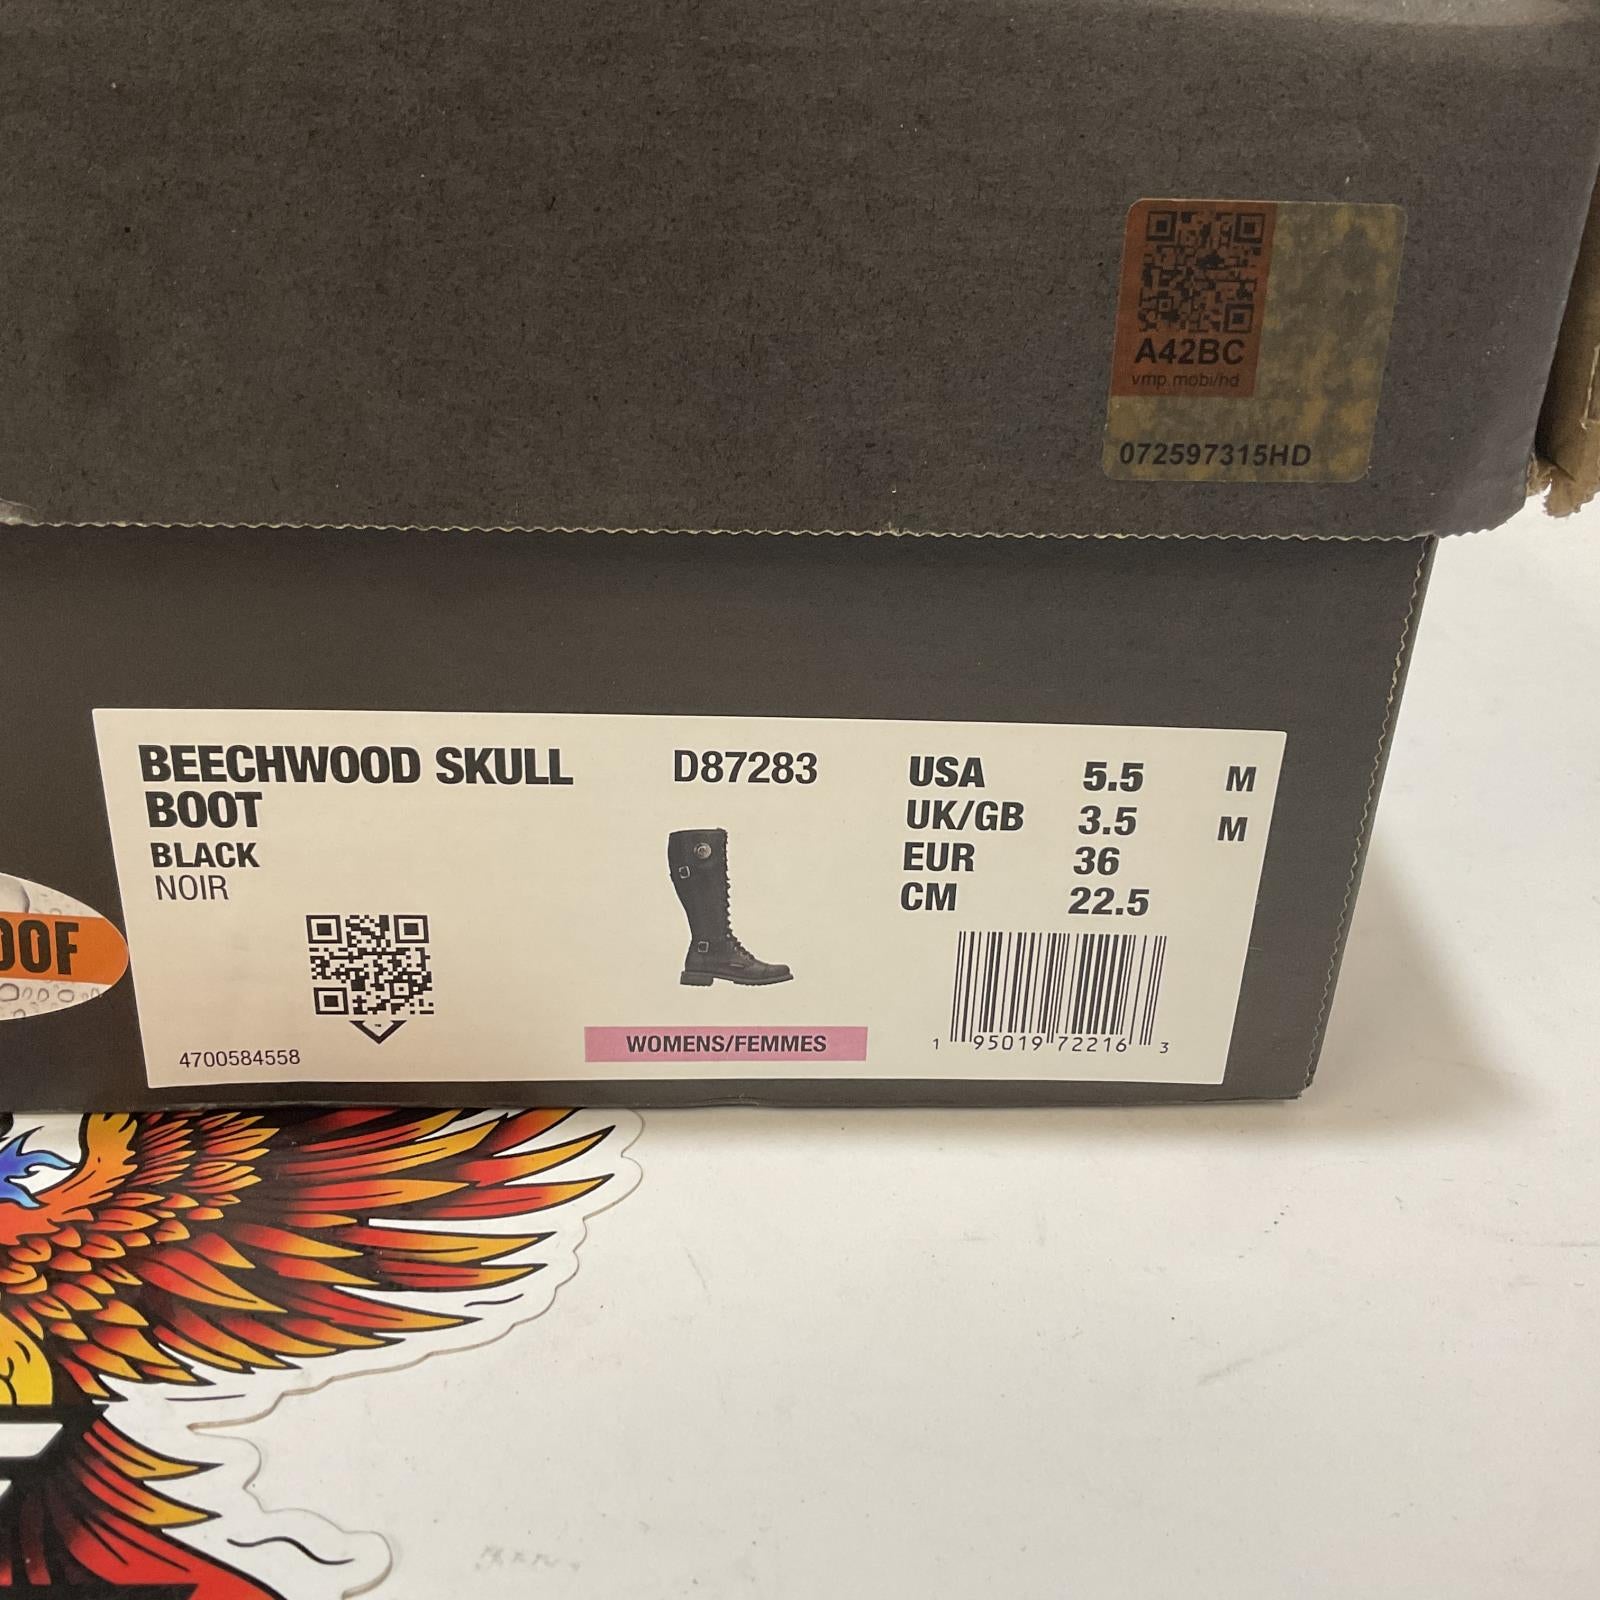 A42BC
vmp.mobi/hd
072597315HD
BEECHWOOD SKULL
BOOT
BLACK
NOIR
D87283
USA 5.5 M
UK/GB 3.5 M
EUR 36
CM 22.5
OOF
4700584558
WOMENS/FEMMES
1 95019 72216 3